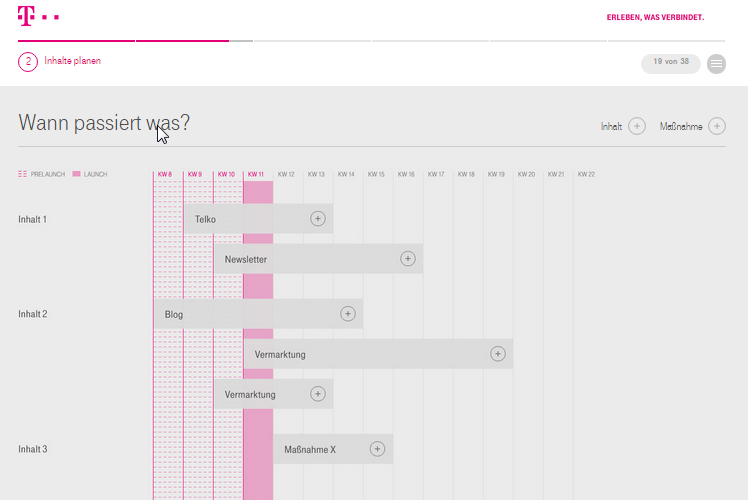 T
ERLEBEN, WAS VERBINDET.
2 Inhalte planen
19 von 38
Wann passiert was?
Inhalt +
Maßnahme +
PRELAUNCH LAUNCH
KW 8 KW 9 KW 10 KW 11 KW 12 KW 13 KW 14 KW 15 KW 16 KW 17 KW 18 KW 19 KW 20 KW 21 KW 22
Inhalt 1
Telko +
Newsletter +
Inhalt 2
Blog +
Vermarktung +
Vermarktung +
Inhalt 3
Maßnahme X +